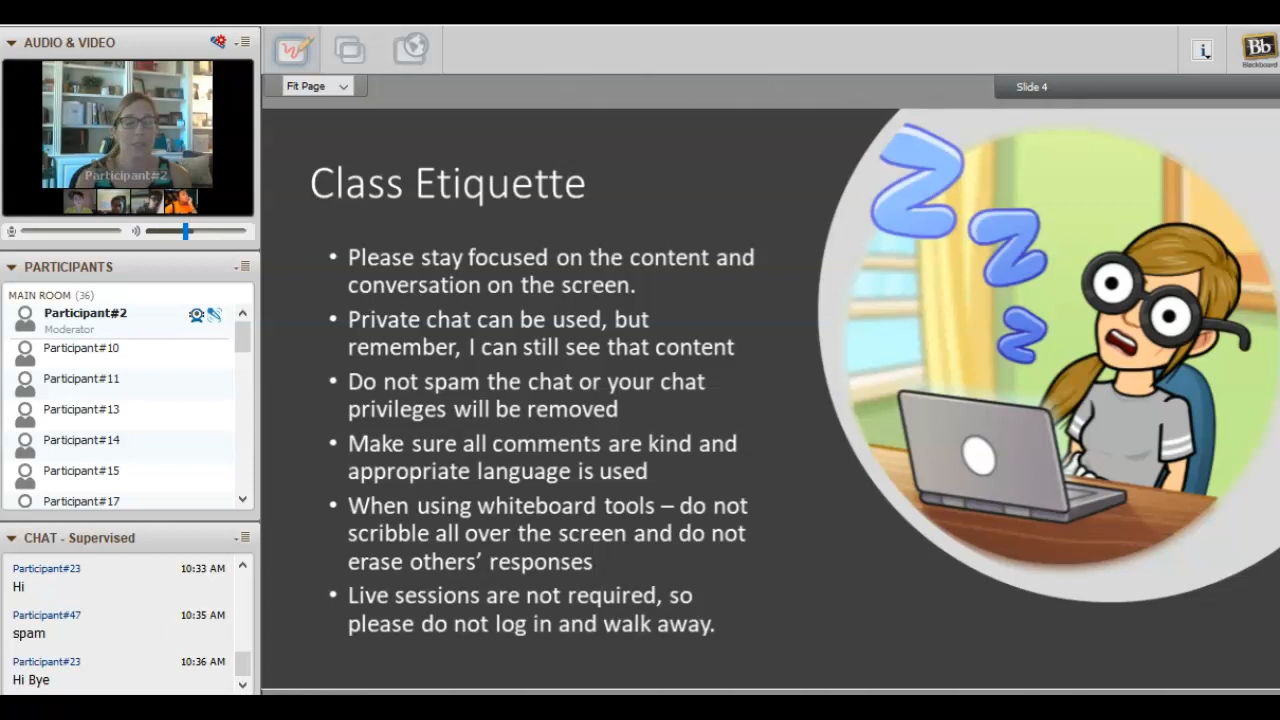 AUDIO & VIDEO
Participant#2
PARTICIPANTS
MAIN ROOM (36)
Participant#2
Moderator
Participant#10
Participant#11
Participant#13
Participant#14
Participant#15
Participant#17
CHAT - Supervised
Participant#23 10:33 AM
Hi
Participant#47 10:35 AM
spam
Participant#23 10:36 AM
Hi Bye
Fit Page
i
Bb
Blackboard
Slide 4
Class Etiquette
• Please stay focused on the content and
conversation on the screen.
• Private chat can be used, but
remember, I can still see that content
• Do not spam the chat or your chat
privileges will be removed
• Make sure all comments are kind and
appropriate language is used
• When using whiteboard tools – do not
scribble all over the screen and do not
erase others’ responses
• Live sessions are not required, so
please do not log in and walk away.
Z
Z
Z